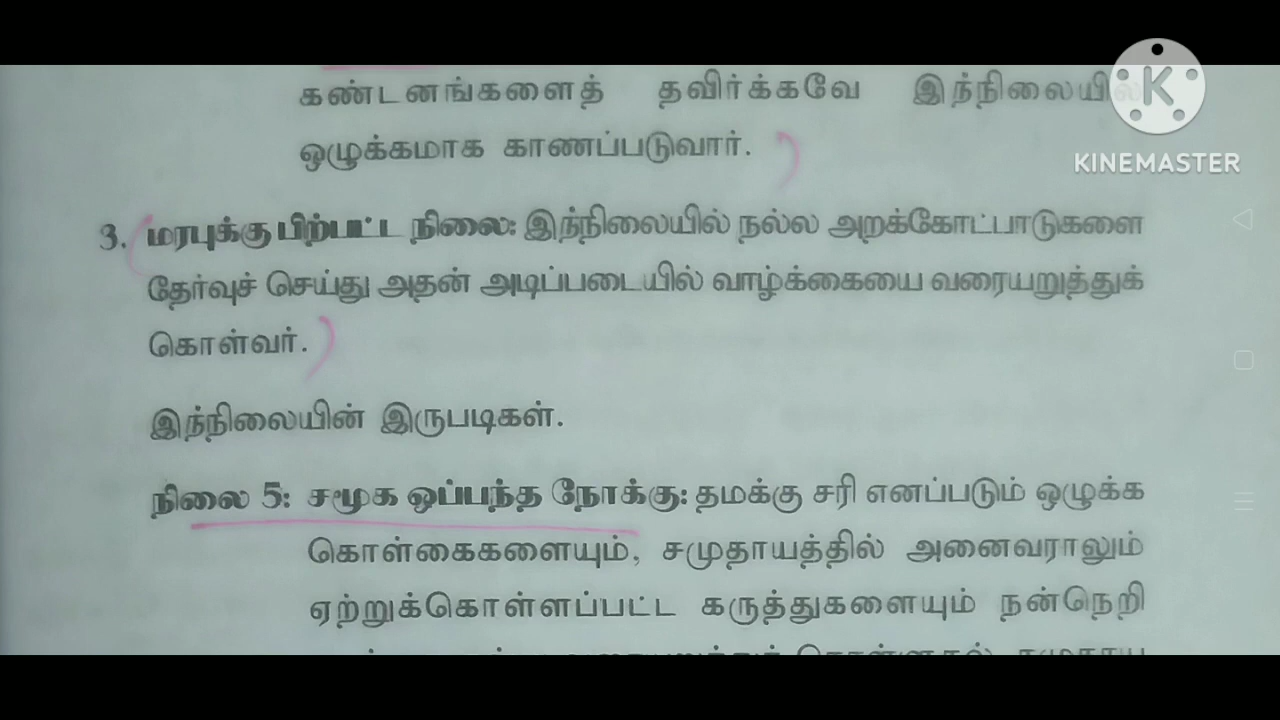 கண்டனங்களைத் தவிர்க்கவே இந்நிலையில்
KINEMASTER
ஒழுக்கமாக காணப்படுவார்.
3. மரபுக்கு பிற்பட்ட நிலை: இந்நிலையில் நல்ல அறக்கோட்பாடுகளை
தேர்வுச் செய்து அதன் அடிப்படையில் வாழ்க்கையை வரையறுத்துக்
கொள்வர்.
இந்நிலையின் இருபடிகள்.
நிலை 5: சமூக ஒப்பந்த நோக்கு: தமக்கு சரி எனப்படும் ஒழுக்க
கொள்கைகளையும், சமுதாயத்தில் அனைவராலும்
ஏற்றுக்கொள்ளப்பட்ட கருத்துகளையும் நன்நெறி